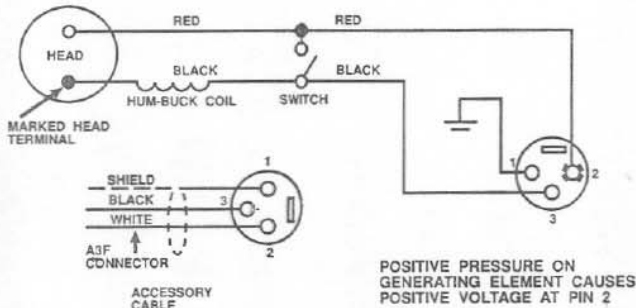 RED
HEAD
BLACK
BLACK
HUM-BUCK COIL
SWITCH
MARKED HEAD
TERMINAL
1
2
3
SHIELD
1
BLACK
3
-
WHITE
2
A3F
CONNECTOR
ACCESSORY
CABLE
POSITIVE PRESSURE ON
GENERATING ELEMENT CAUSES
POSITIVE VOLTAGE AT PIN 2